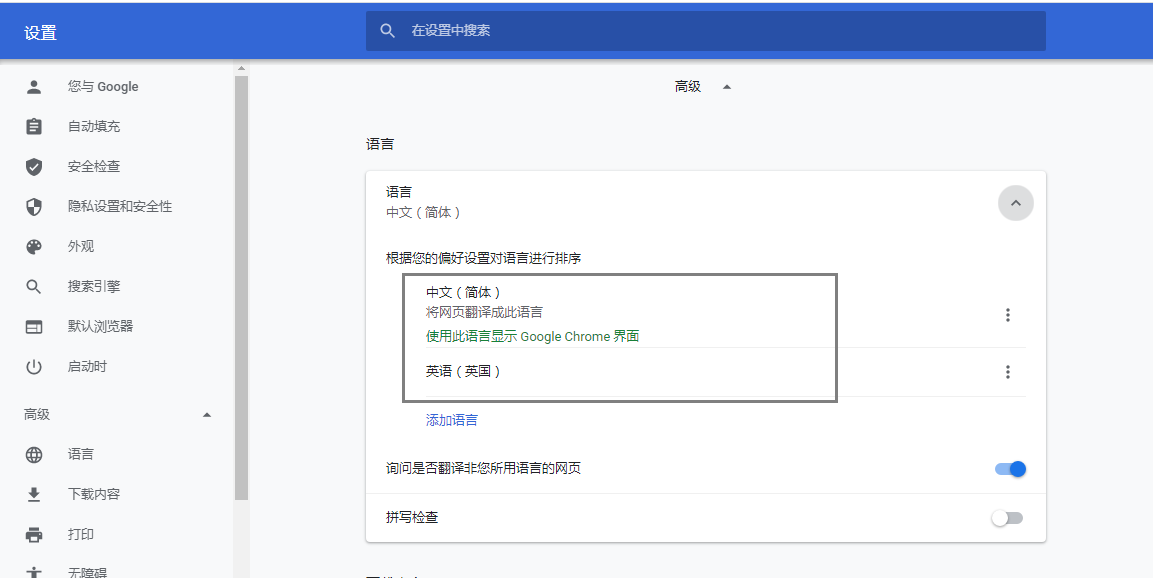 设置
在设置中搜索
您与 Google
自动填充
安全检查
隐私设置和安全性
外观
搜索引擎
默认浏览器
启动时
高级
语言
下载内容
打印
无障碍
高级
语言
语言
中文（简体）
根据您的偏好设置对语言进行排序
中文（简体）
将网页翻译成此语言
使用此语言显示 Google Chrome 界面
英语（英国）
添加语言
询问是否翻译非您所用语言的网页
拼写检查